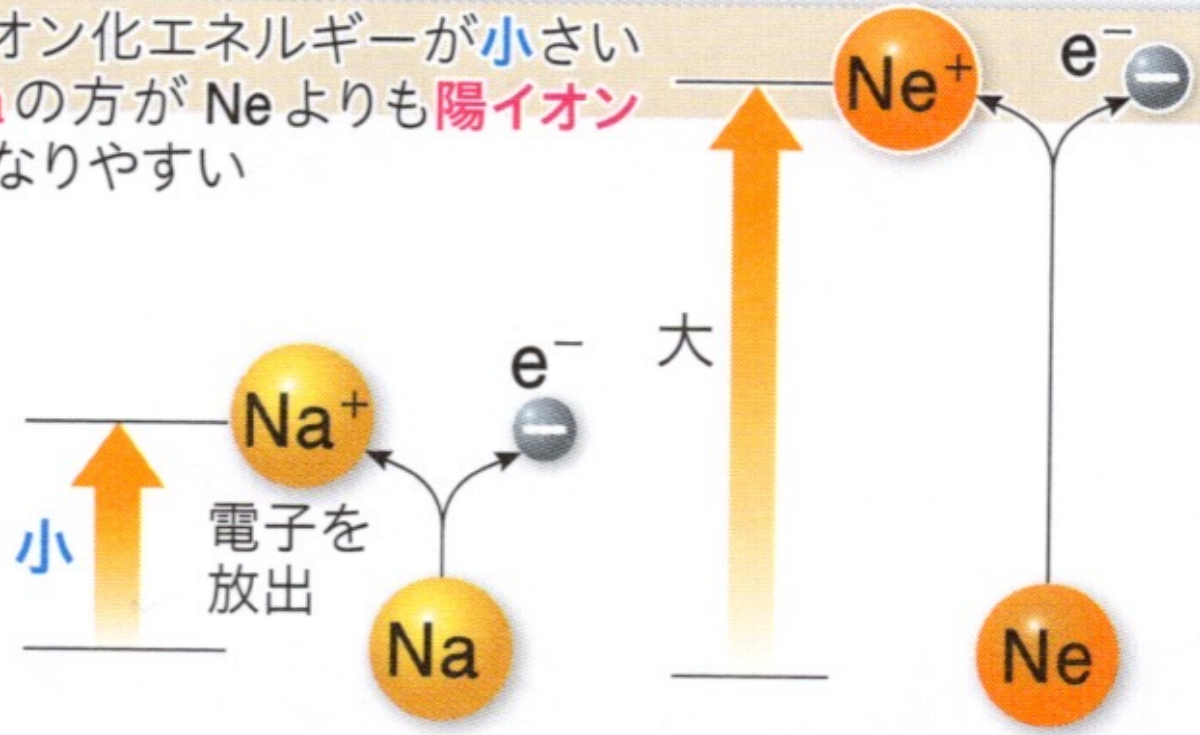 オン化エネルギーが小さい
の方が Ne よりも陽イオン
なりやすい
Ne⁺
e⁻
大
Na⁺
e⁻
小
電子を
放出
Na
Ne